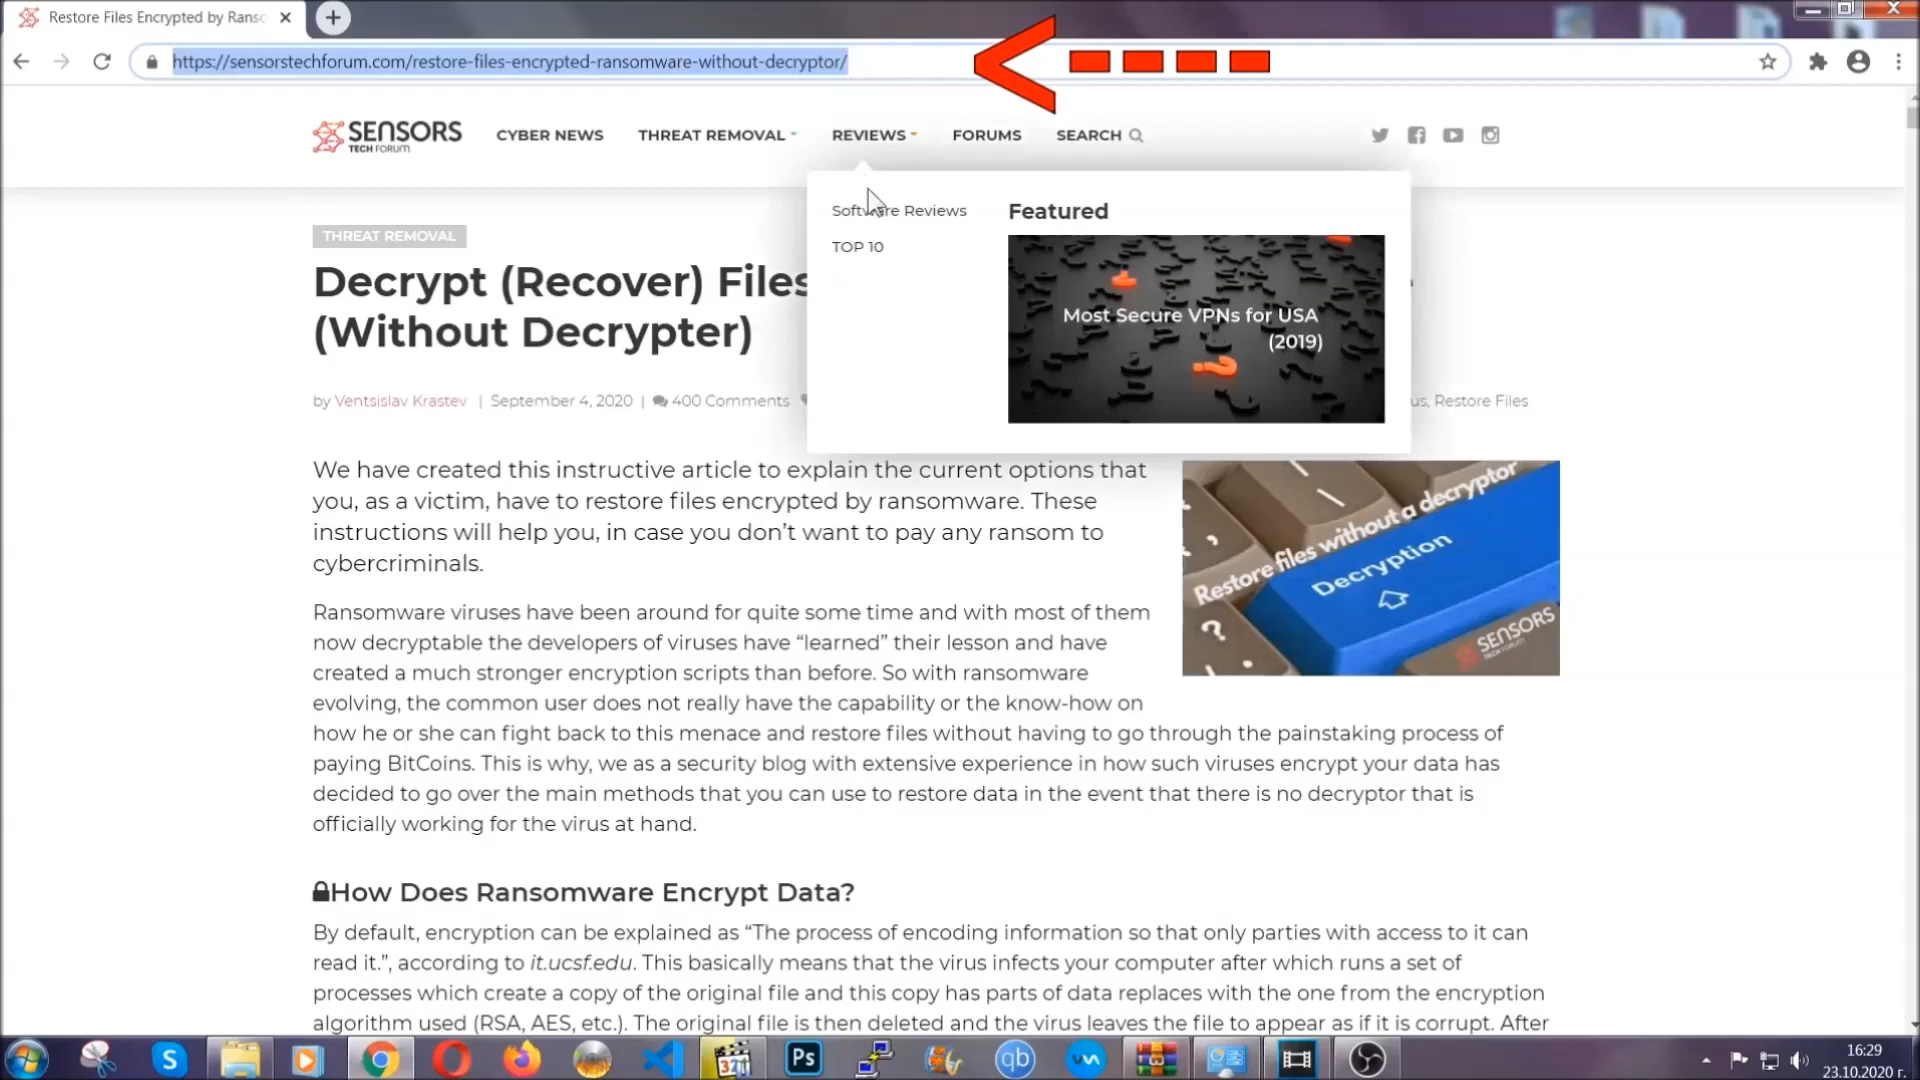 Restore Files Encrypted by Ranso
https://sensorstechforum.com/restore-files-encrypted-ransomware-without-decryptor/
SENSORS
TECH FORUM
CYBER NEWS
THREAT REMOVAL
REVIEWS
FORUMS
SEARCH
Software Reviews
TOP 10
Featured
Most Secure VPNs for USA
(2019)
THREAT REMOVAL
Decrypt (Recover) Files
(Without Decrypter)
by Ventsislav Krastev | September 4, 2020 | 400 Comments
us, Restore Files
We have created this instructive article to explain the current options that
you, as a victim, have to restore files encrypted by ransomware. These
instructions will help you, in case you don’t want to pay any ransom to
cybercriminals.
Restore files without a decryptor
Decryption
SENSORS
TECH FORUM
Ransomware viruses have been around for quite some time and with most of them
now decryptable the developers of viruses have “learned” their lesson and have
created a much stronger encryption scripts than before. So with ransomware
evolving, the common user does not really have the capability or the know-how on
how he or she can fight back to this menace and restore files without having to go through the painstaking process of
paying BitCoins. This is why, we as a security blog with extensive experience in how such viruses encrypt your data has
decided to go over the main methods that you can use to restore data in the event that there is no decryptor that is
officially working for the virus at hand.
How Does Ransomware Encrypt Data?
By default, encryption can be explained as “The process of encoding information so that only parties with access to it can
read it.”, according to it.ucsf.edu. This basically means that the virus infects your computer after which runs a set of
processes which create a copy of the original file and this copy has parts of data replaces with the one from the encryption
algorithm used (RSA, AES, etc.). The original file is then deleted and the virus leaves the file to appear as if it is corrupt. After
321
Ps
qb
16:29
23.10.2020 г.